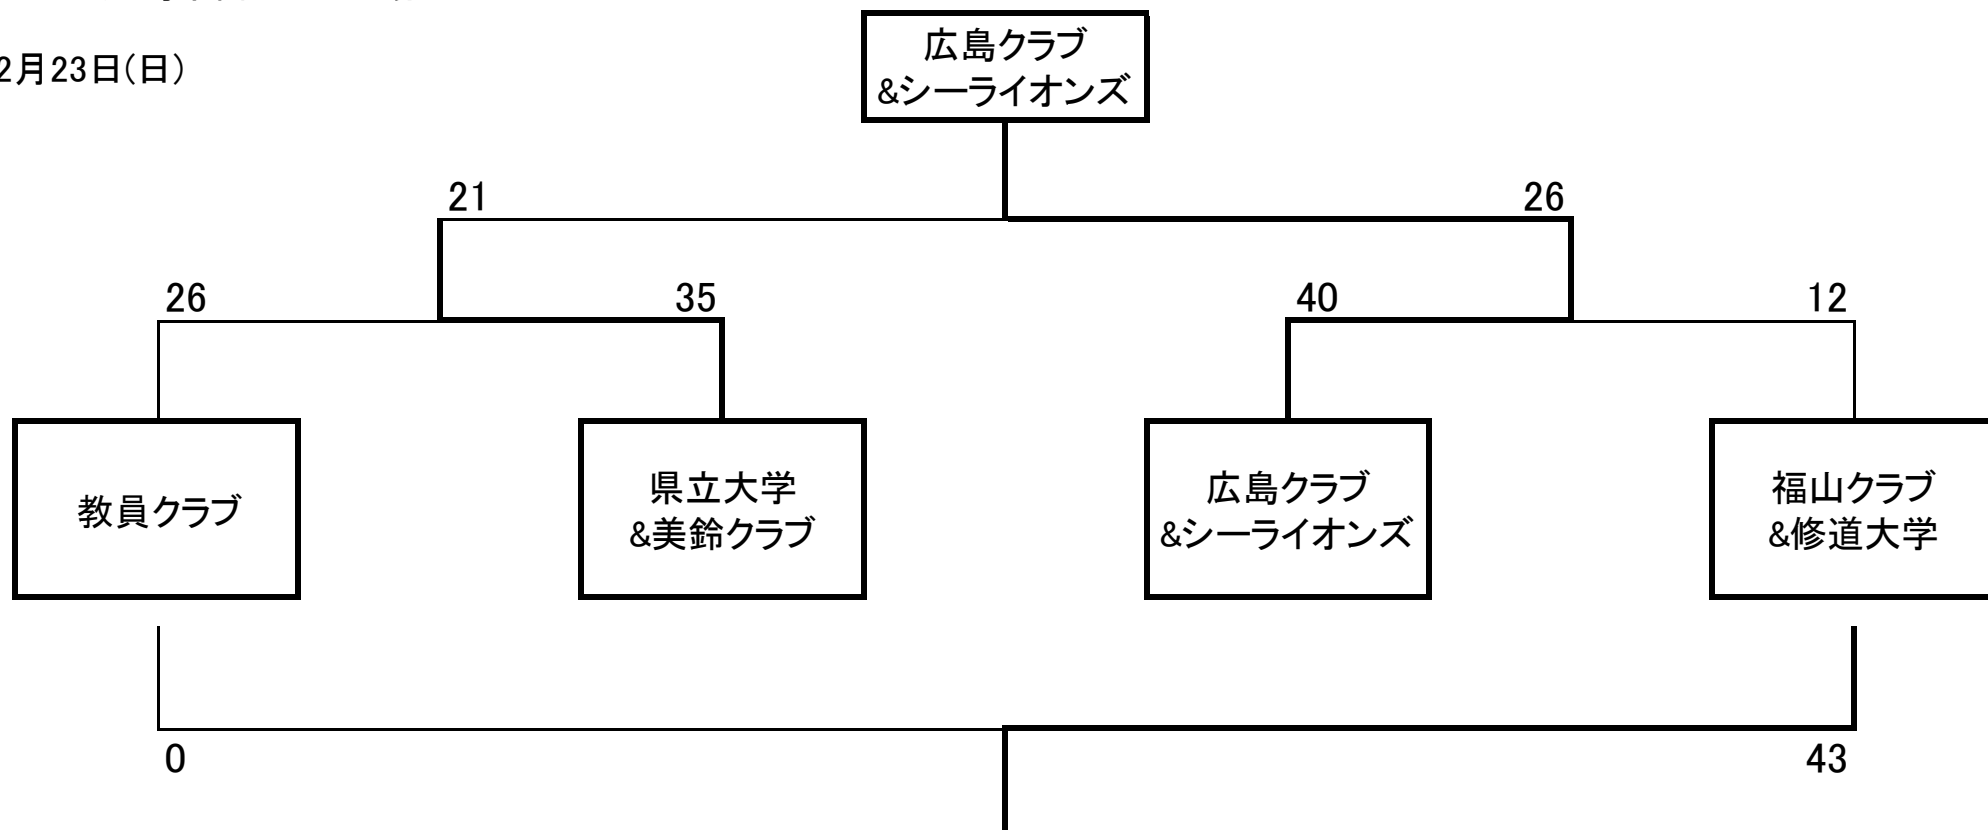 2月23日(日)
広島クラブ
&シーライオンズ
21
26
26
35
40
12
教員クラブ
県立大学
&美鈴クラブ
広島クラブ
&シーライオンズ
福山クラブ
&修道大学
0
43